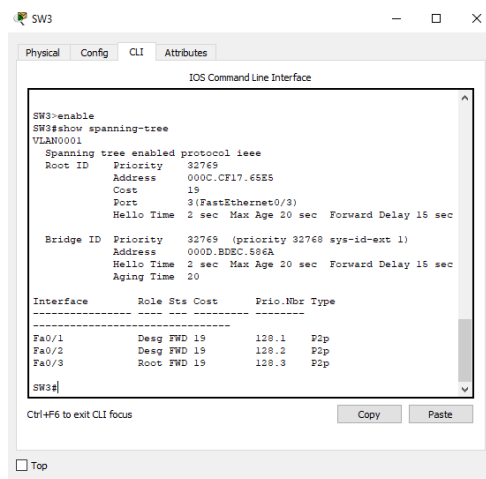 SW3
Physical Config CLI Attributes
IOS Command Line Interface
SW3>enable
SW3#show spanning-tree
VLAN0001
  Spanning tree enabled protocol ieee
  Root ID    Priority    32769
             Address     000C.CF17.65E5
             Cost        19
             Port        3(FastEthernet0/3)
             Hello Time  2 sec  Max Age 20 sec  Forward Delay 15 sec
  Bridge ID  Priority    32769  (priority 32768 sys-id-ext 1)
             Address     000D.BDEC.586A
             Hello Time  2 sec  Max Age 20 sec  Forward Delay 15 sec
             Aging Time  20
Interface        Role Sts Cost      Prio.Nbr Type
---------------- ---- --- --------- --------
--------------------------------
Fa0/1            Desg FWD 19        128.1    P2p
Fa0/2            Desg FWD 19        128.2    P2p
Fa0/3            Root FWD 19        128.3    P2p
SW3#
Ctrl+F6 to exit CLI focus
Copy Paste
Top